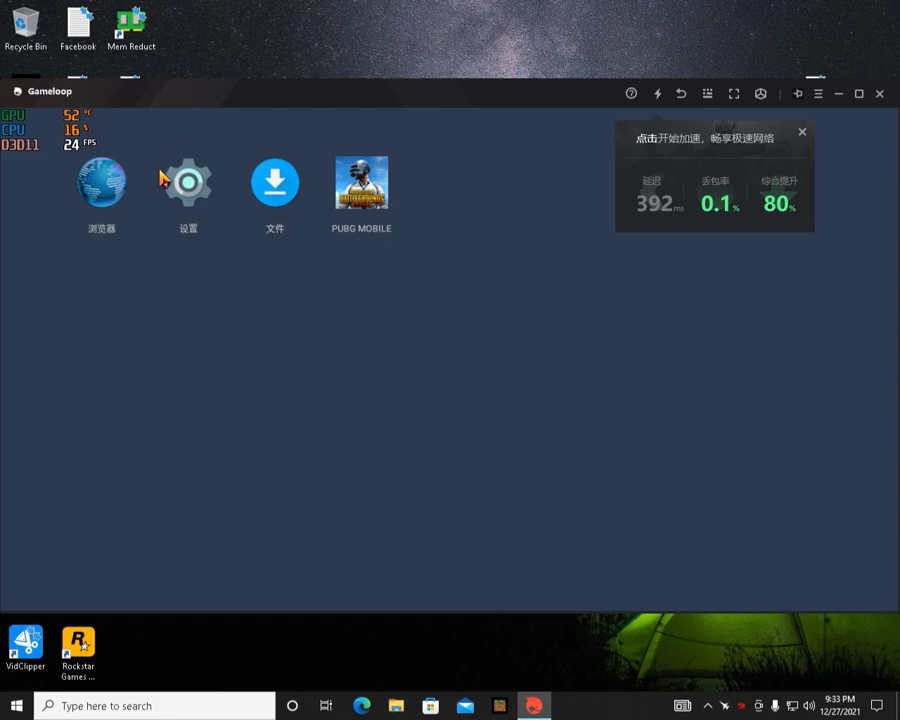 Recycle Bin
Facebook
Mem Reduct
Gameloop
GPU 52 °C
CPU 16 %
D3D11 24 FPS
点击开始加速，畅享极速网络
延迟
丢包率
综合提升
392ms
0.1%
80%
浏览器
设置
文件
PUBG MOBILE
VidClipper
Rockstar
Games ...
Type here to search
9:33 PM
12/27/2021